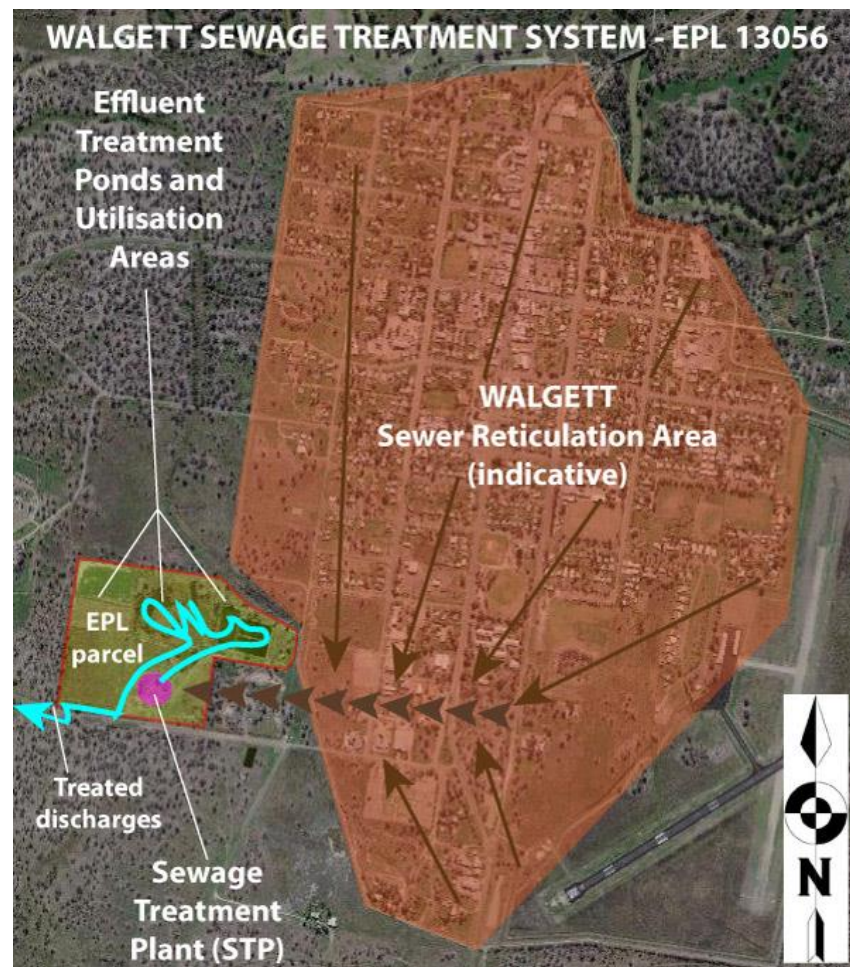 WALGETT SEWAGE TREATMENT SYSTEM - EPL 13056
Effluent
Treatment
Ponds and
Utilisation
Areas
WALGETT
Sewer Reticulation Area
(indicative)
EPL
parcel
Treated
discharges
Sewage
Treatment
Plant (STP)
N